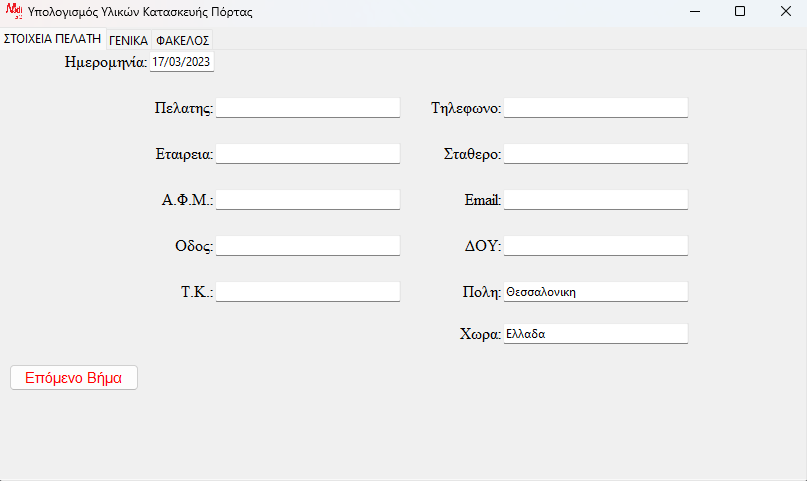 Υπολογισμός Υλικών Κατασκευής Πόρτας
ΣΤΟΙΧΕΙΑ ΠΕΛΑΤΗ ΓΕΝΙΚΑ ΦΑΚΕΛΟΣ
Ημερομηνία: 17/03/2023
Πελατης: Τηλεφωνο:
Εταιρεια: Σταθερο:
Α.Φ.Μ.: Email:
Οδος: ΔΟΥ:
Τ.Κ.: Πολη: Θεσσαλονικη
Χωρα: Ελλαδα
Επόμενο Βήμα